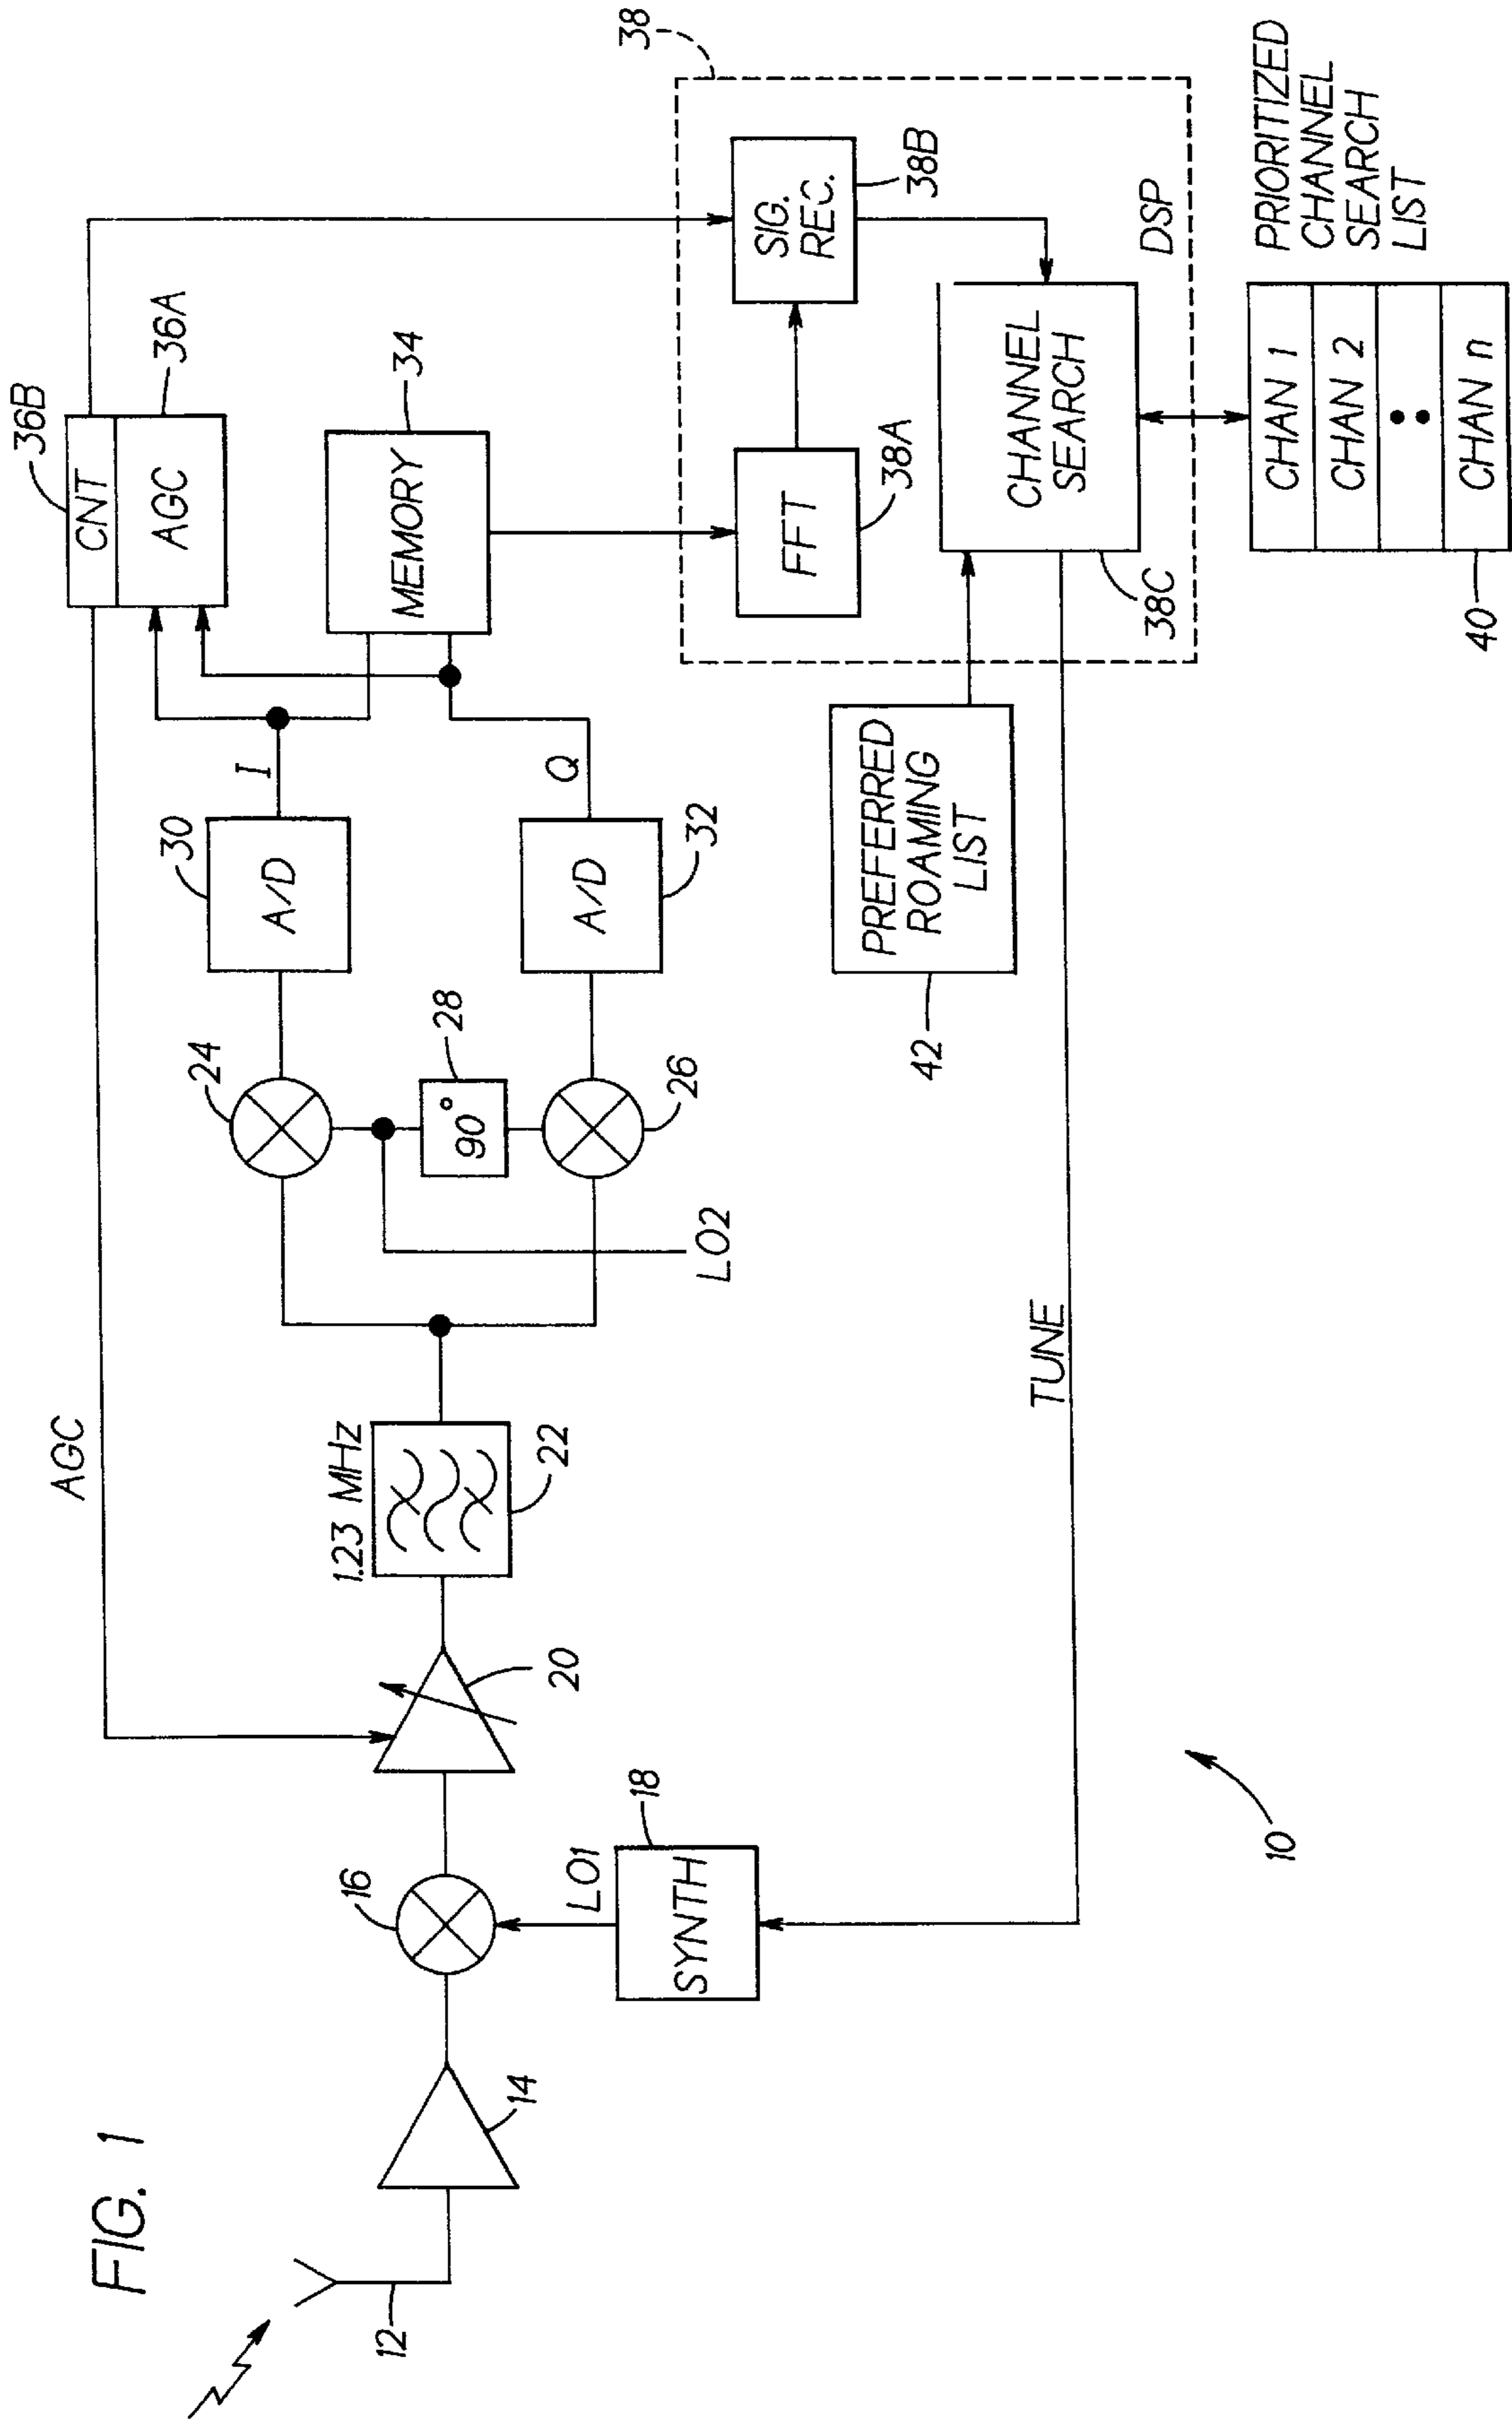 FIG. 1
12
14
16
LO1
18
SYNTH
20
AGC
1.23 MHz
22
LO2
24
90°
28
26
30
A/D
I
A/D
32
Q
36B
CNT
AGC
36A
MEMORY
34
38
FFT
38A
SIG.
REC.
38B
CHANNEL
SEARCH
38C
DSP
PREFERRED
ROAMING
LIST
42
TUNE
10
PRIORITIZED
CHANNEL
SEARCH
LIST
CHAN 1
CHAN 2
CHAN n
40